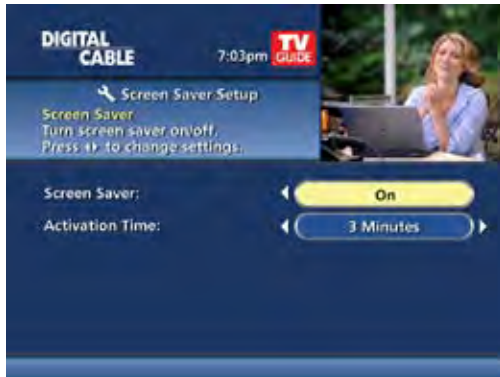 DIGITAL
CABLE
7:03pm
TV
GUIDE
Screen Saver Setup
Screen Saver
Turn screen saver on/off.
Press ◀▶ to change settings.
Screen Saver:
On
Activation Time:
3 Minutes